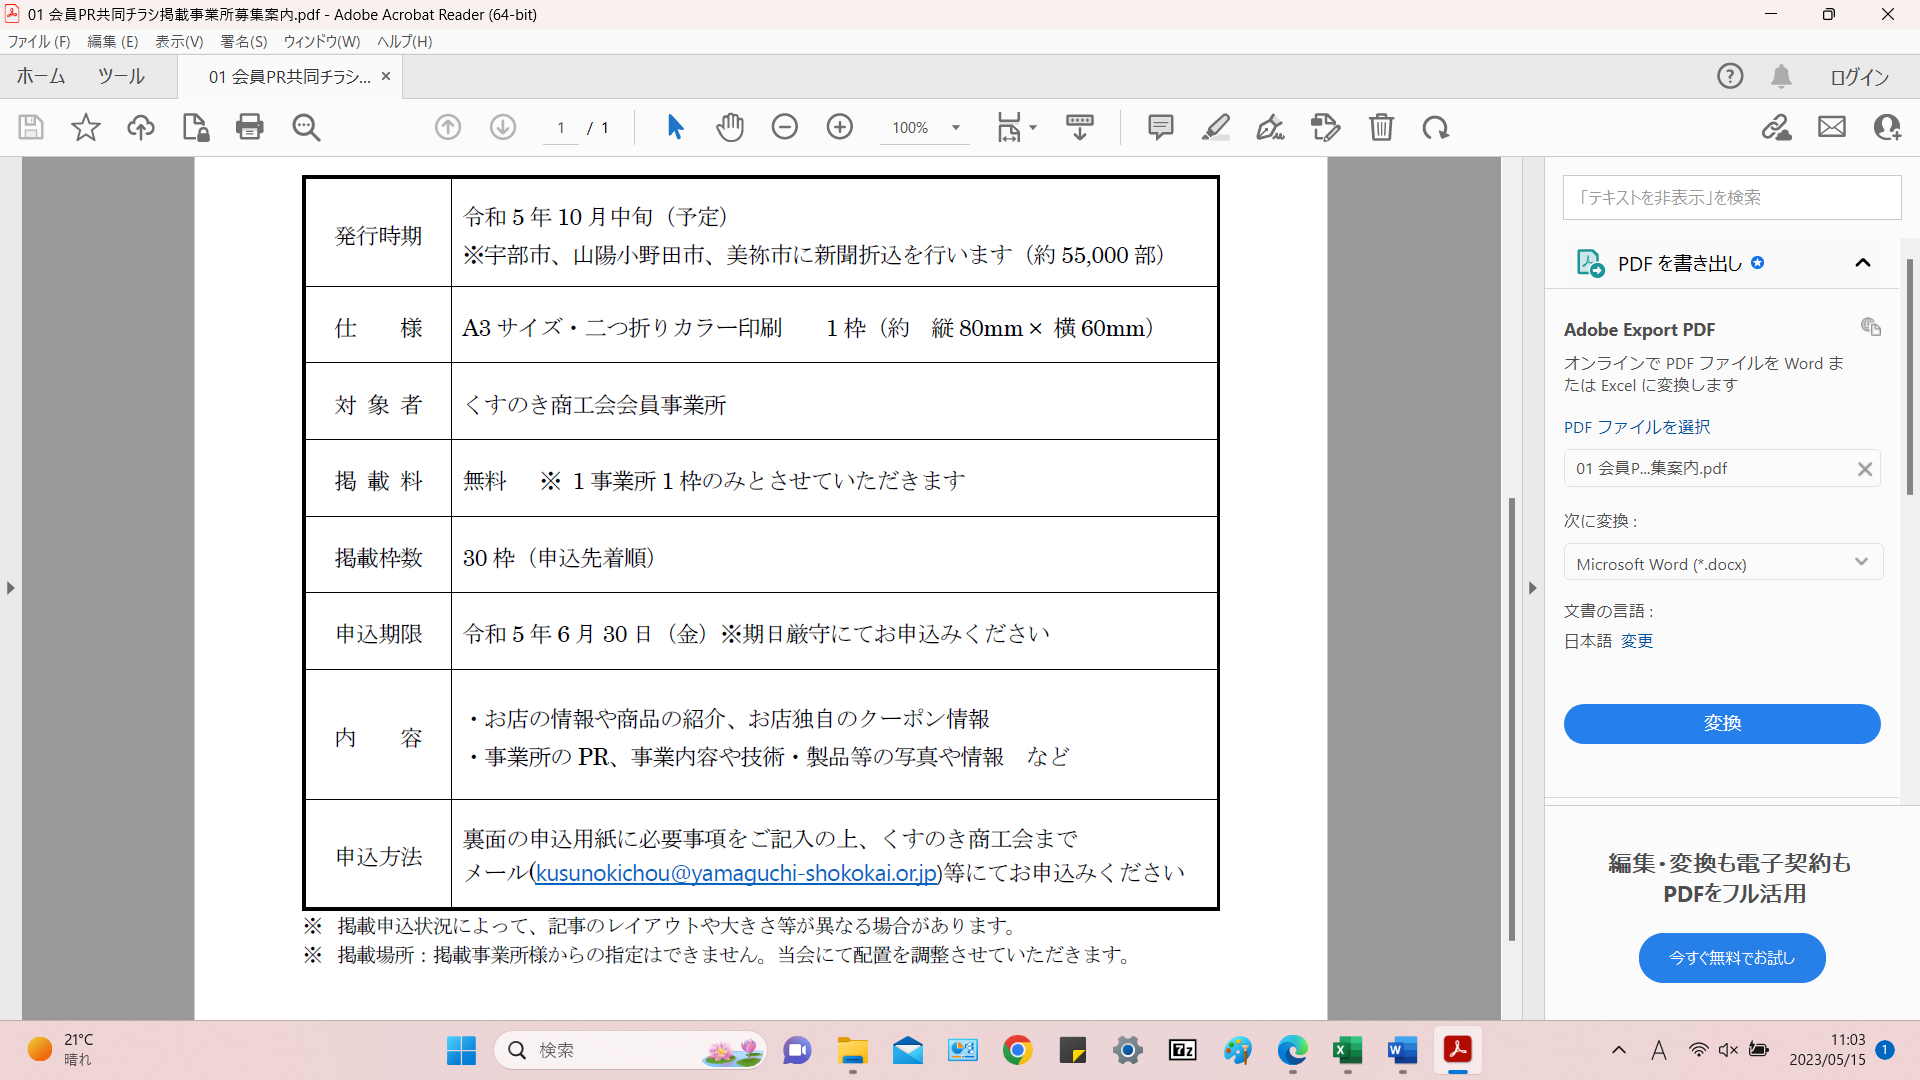 01 会員PR共同チラシ掲載事業所募集案内.pdf - Adobe Acrobat Reader (64-bit)
ファイル (F) 編集 (E) 表示(V) 署名(S) ウィンドウ(W) ヘルプ(H)
ホーム ツール 01 会員PR共同チラシ... × ログイン
1 / 1 100%
発行時期
令和 5 年 10 月中旬（予定）
※宇部市、山陽小野田市、美祢市に新聞折込を行います（約 55,000 部）
仕 様 A3 サイズ・二つ折りカラー印刷 1 枠（約 縦 80mm × 横 60mm）
対 象 者 くすのき商工会会員事業所
掲 載 料 無料 ※ 1 事業所 1 枠のみとさせていただきます
掲載枠数 30 枠（申込先着順）
申込期限 令和 5 年 6 月 30 日（金）※期日厳守にてお申込みください
内 容
・お店の情報や商品の紹介、お店独自のクーポン情報
・事業所の PR、事業内容や技術・製品等の写真や情報 など
申込方法
裏面の申込用紙に必要事項をご記入の上、くすのき商工会まで
メール(kusunokichou@yamaguchi-shokokai.or.jp)等にてお申込みください
※ 掲載申込状況によって、記事のレイアウトや大きさ等が異なる場合があります。
※ 掲載場所：掲載事業所様からの指定はできません。当会にて配置を調整させていただきます。
「テキストを非表示」を検索
PDF を書き出し
Adobe Export PDF
オンラインで PDF ファイルを Word ま
たは Excel に変換します
PDF ファイルを選択
01 会員P...集案内.pdf
次に変換 :
Microsoft Word (*.docx)
文書の言語 :
日本語 変更
変換
編集・変換も電子契約も
PDFをフル活用
今すぐ無料でお試し
21°C
晴れ
検索
7z
A
11:03
2023/05/15
1